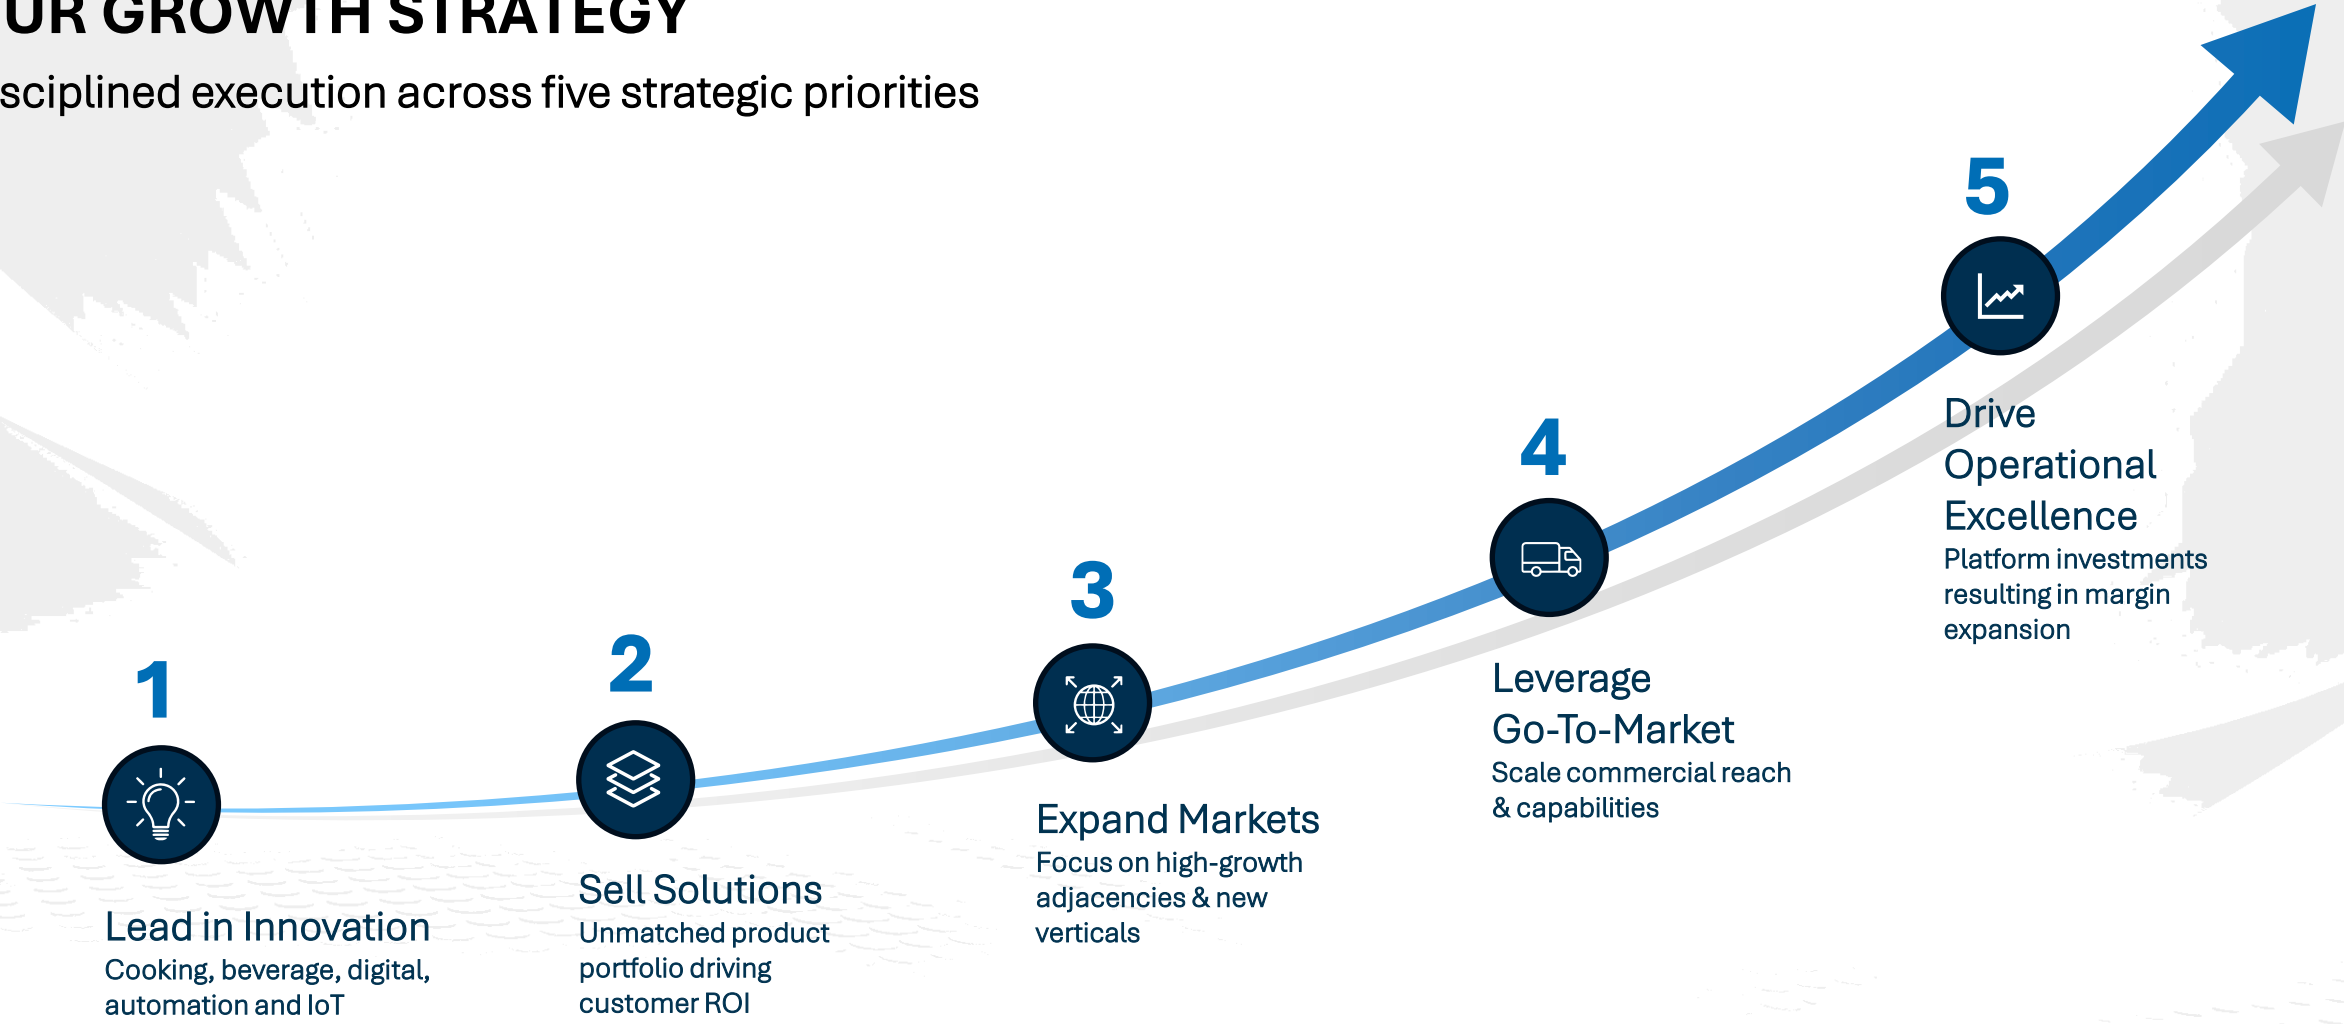 UR GROWTH STRATEGY
sciplined execution across five strategic priorities
1
Lead in Innovation
Cooking, beverage, digital,
automation and IoT
2
Sell Solutions
Unmatched product
portfolio driving
customer ROI
3
Expand Markets
Focus on high-growth
adjacencies & new
verticals
4
Leverage
Go-To-Market
Scale commercial reach
& capabilities
5
Drive
Operational
Excellence
Platform investments
resulting in margin
expansion